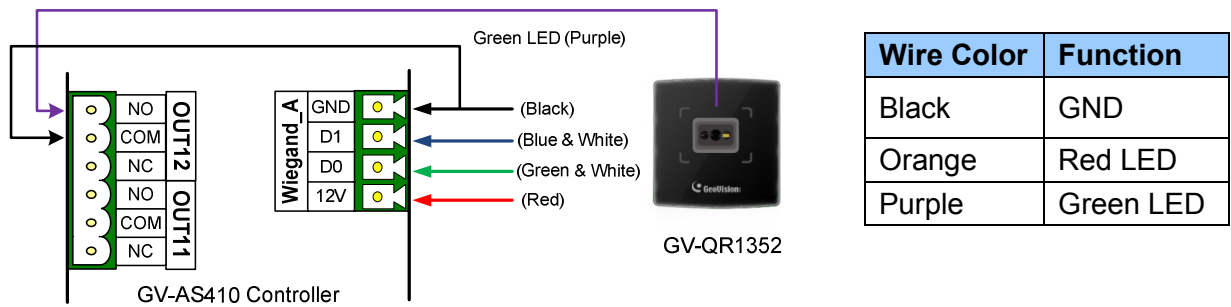 Green LED (Purple)
NO
COM
NC
NO
COM
NC
OUT12
OUT11
Wiegand_A
GND
D1
D0
12V
(Black)
(Blue & White)
(Green & White)
(Red)
GeoVision
GV-QR1352
GV-AS410 Controller
Wire Color Function
Black GND
Orange Red LED
Purple Green LED